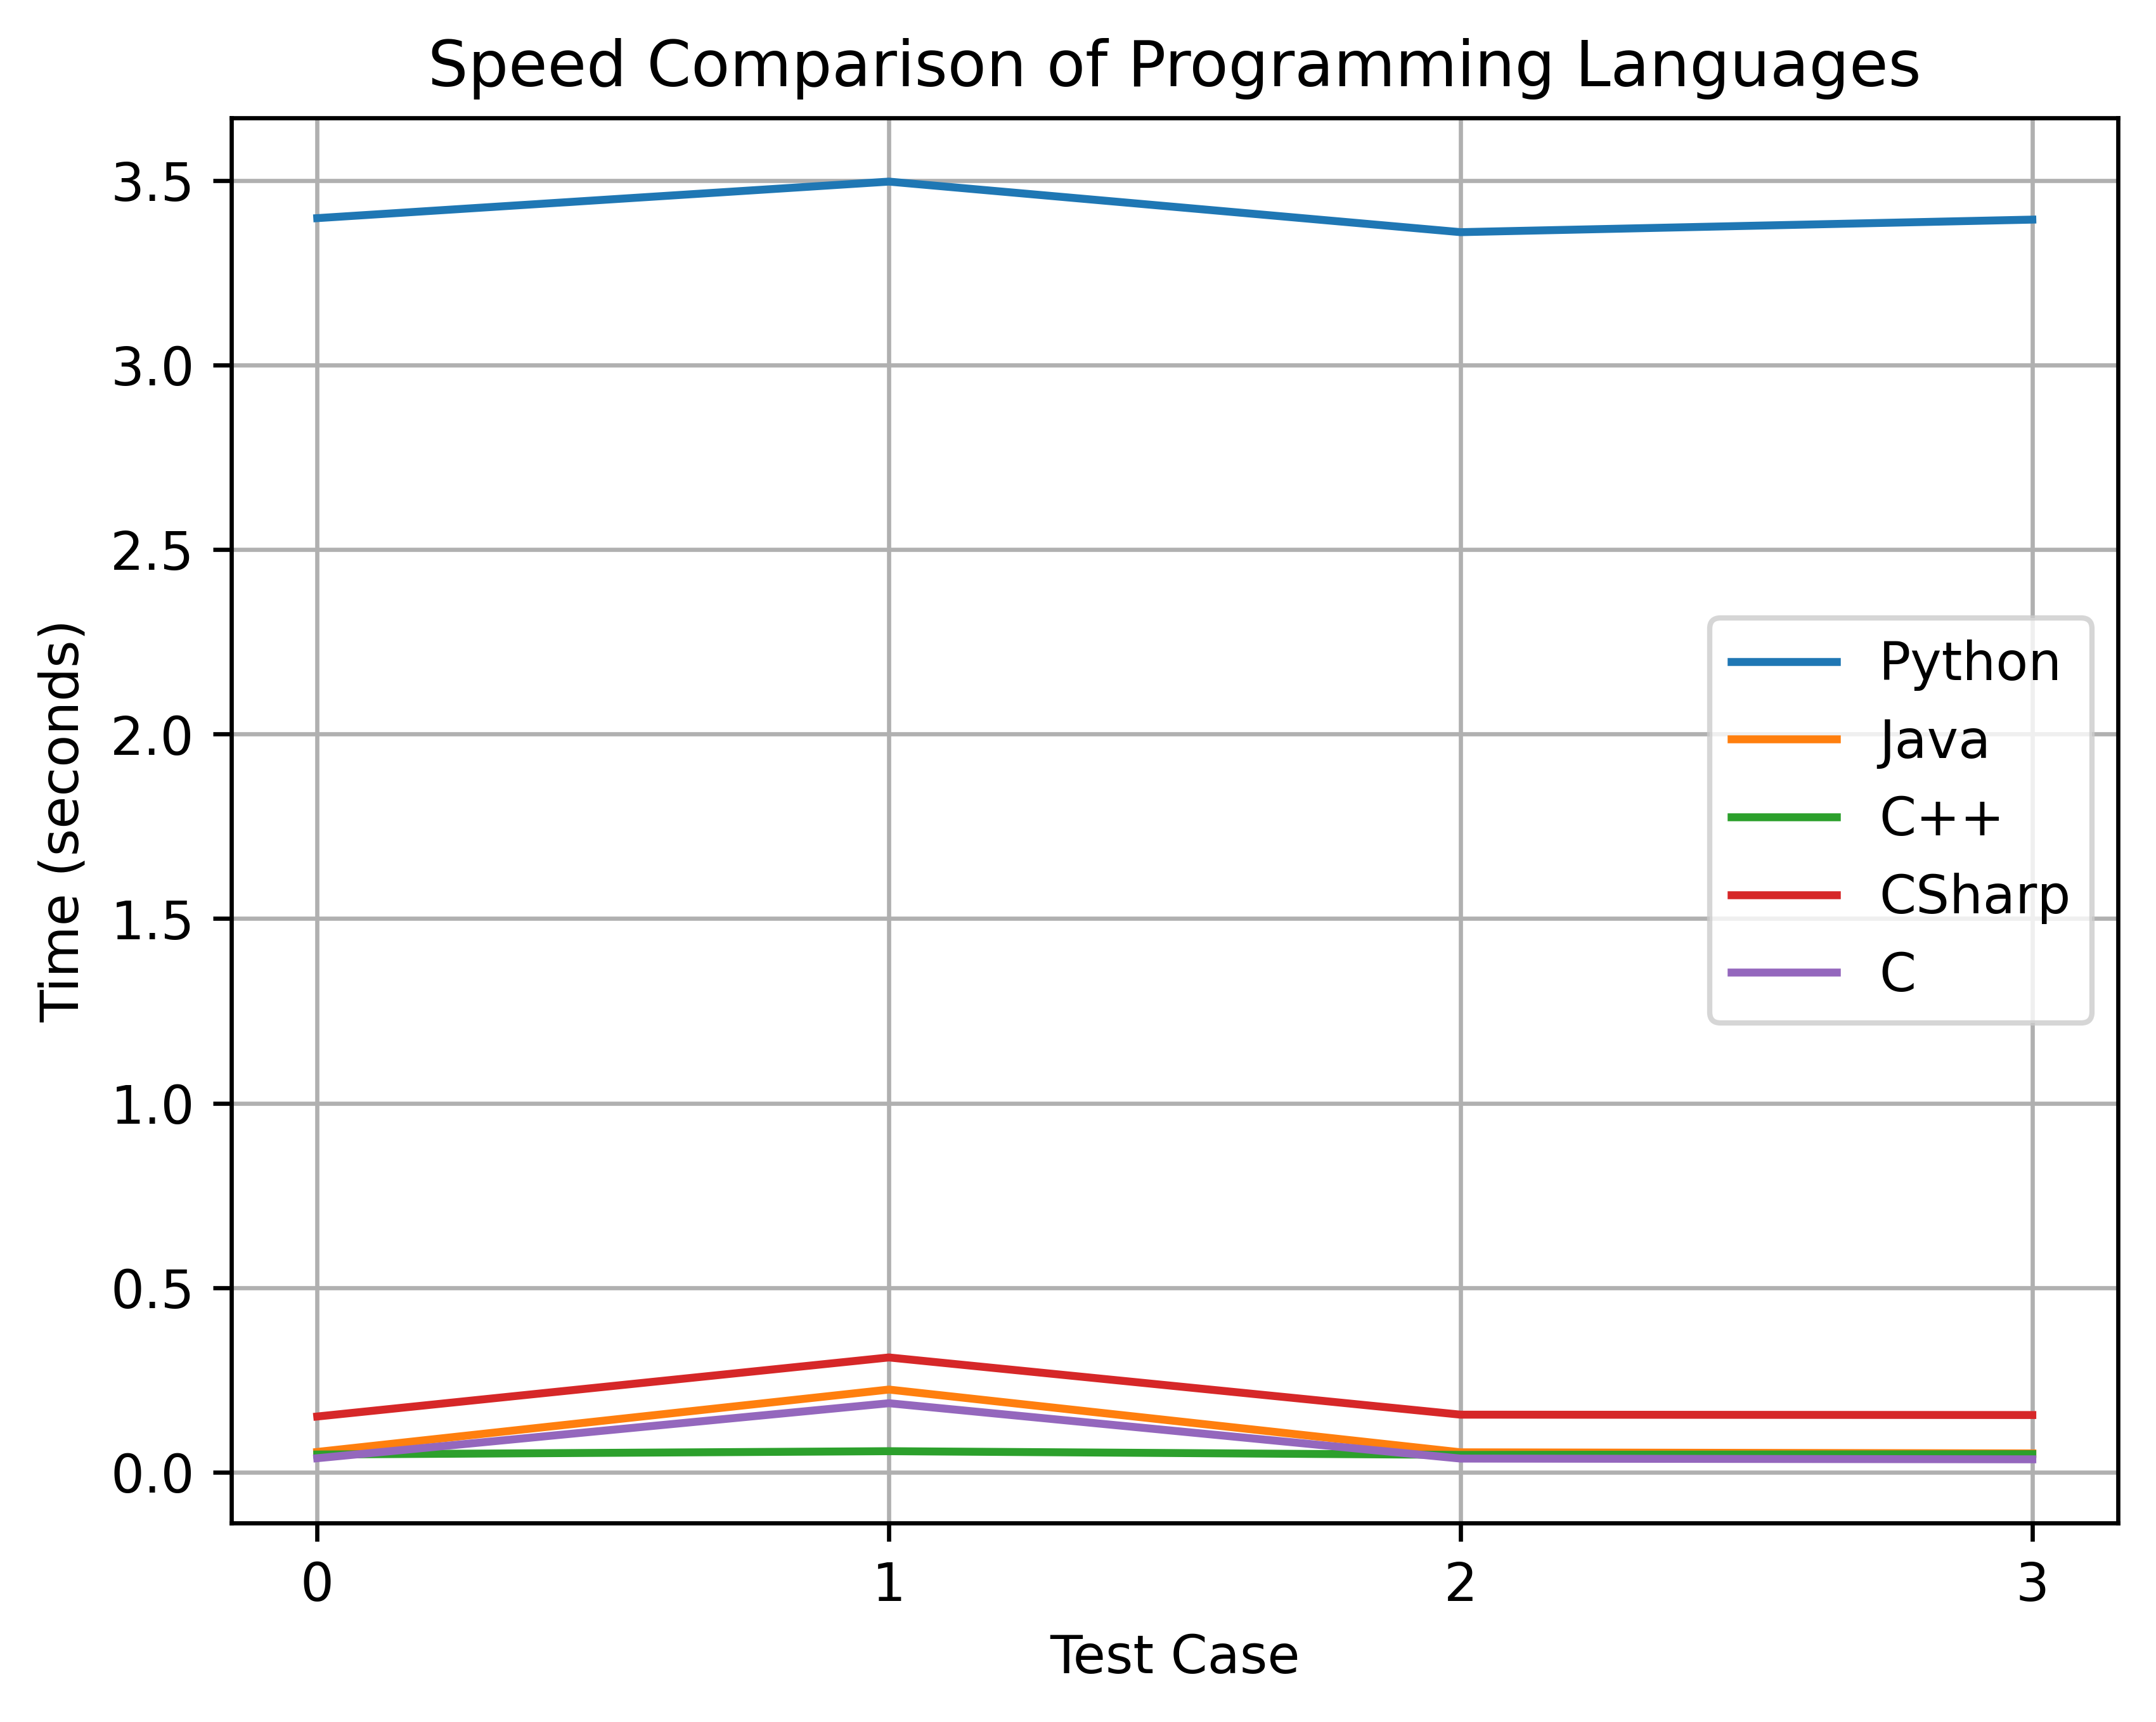 Speed Comparison of Programming Languages
3.5
3.0
2.5
2.0
1.5
1.0
0.5
0.0
Time (seconds)
Python
Java
C++
CSharp
C
0 1 2 3
Test Case